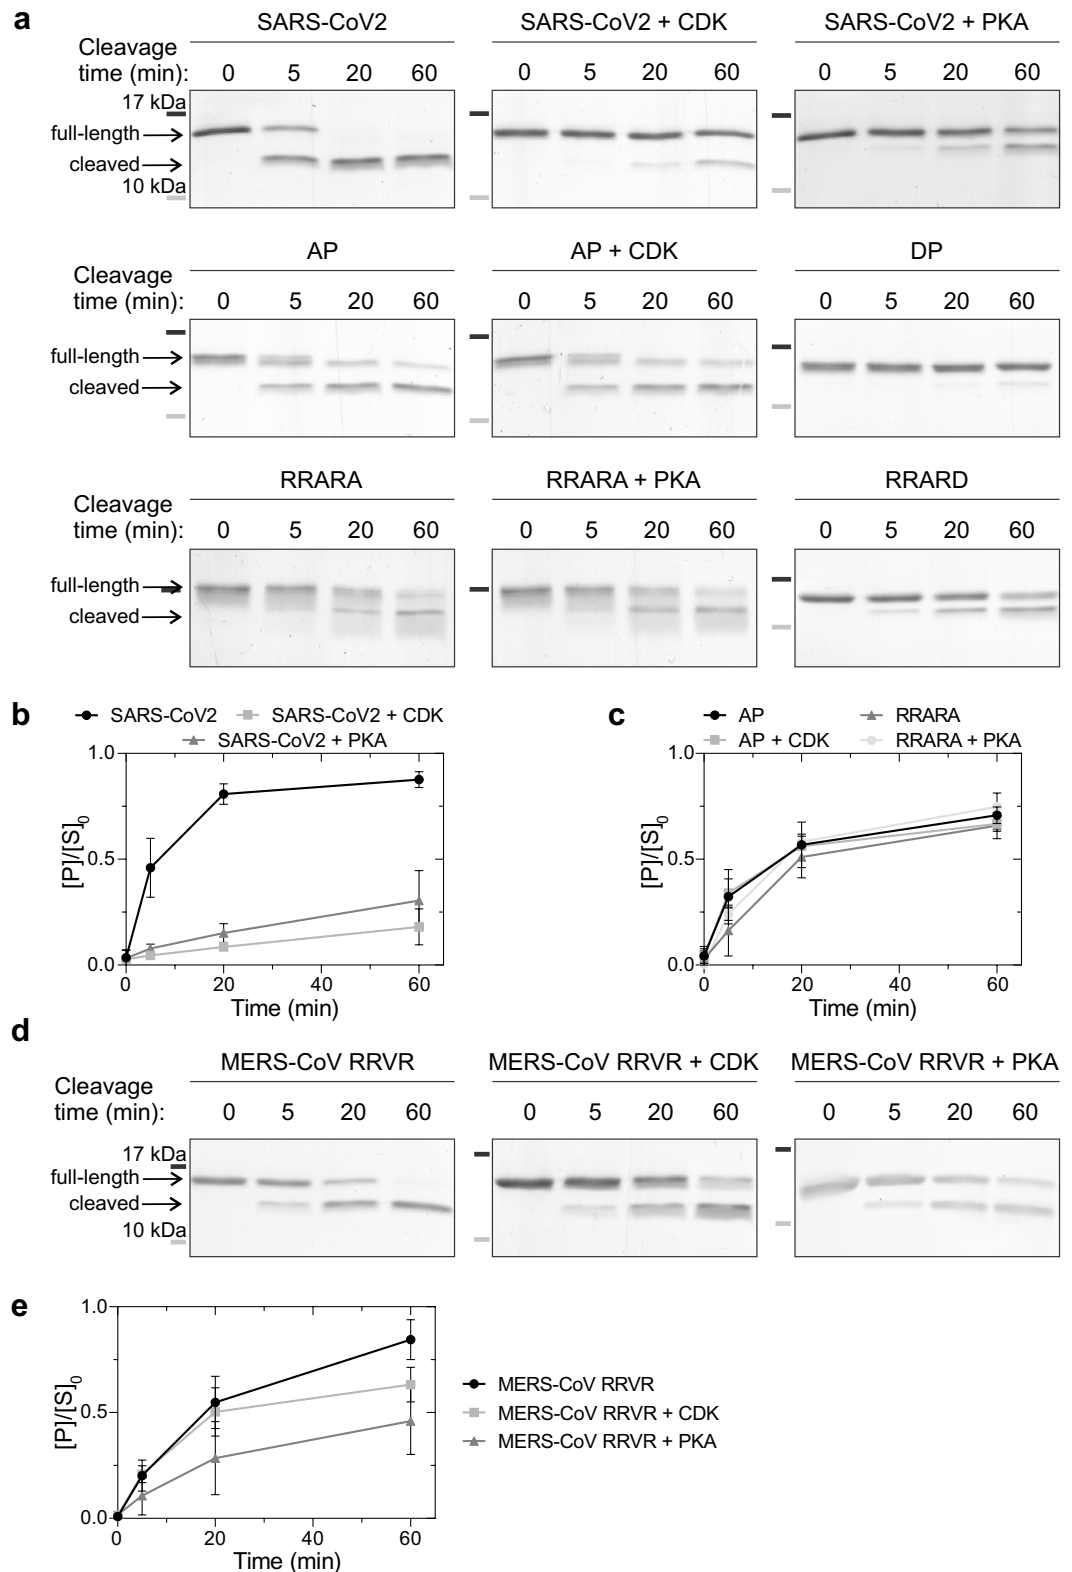 a
SARS-CoV2 SARS-CoV2 + CDK SARS-CoV2 + PKA
Cleavage
time (min): 0 5 20 60 0 5 20 60 0 5 20 60
17 kDa
full-length
cleaved
10 kDa
AP AP + CDK DP
Cleavage
time (min): 0 5 20 60 0 5 20 60 0 5 20 60
full-length
cleaved
RRARA RRARA + PKA RRARD
Cleavage
time (min): 0 5 20 60 0 5 20 60 0 5 20 60
full-length
cleaved
b
SARS-CoV2 SARS-CoV2 + CDK
SARS-CoV2 + PKA
1.0
0.5
0.0
[P]/[S]0
0 20 40 60
Time (min)
c
AP RRARA
AP + CDK RRARA + PKA
1.0
0.5
0.0
[P]/[S]0
0 20 40 60
Time (min)
d
MERS-CoV RRVR MERS-CoV RRVR + CDK MERS-CoV RRVR + PKA
Cleavage
time (min): 0 5 20 60 0 5 20 60 0 5 20 60
17 kDa
full-length
cleaved
10 kDa
e
1.0
0.5
0.0
[P]/[S]0
0 20 40 60
Time (min)
MERS-CoV RRVR
MERS-CoV RRVR + CDK
MERS-CoV RRVR + PKA